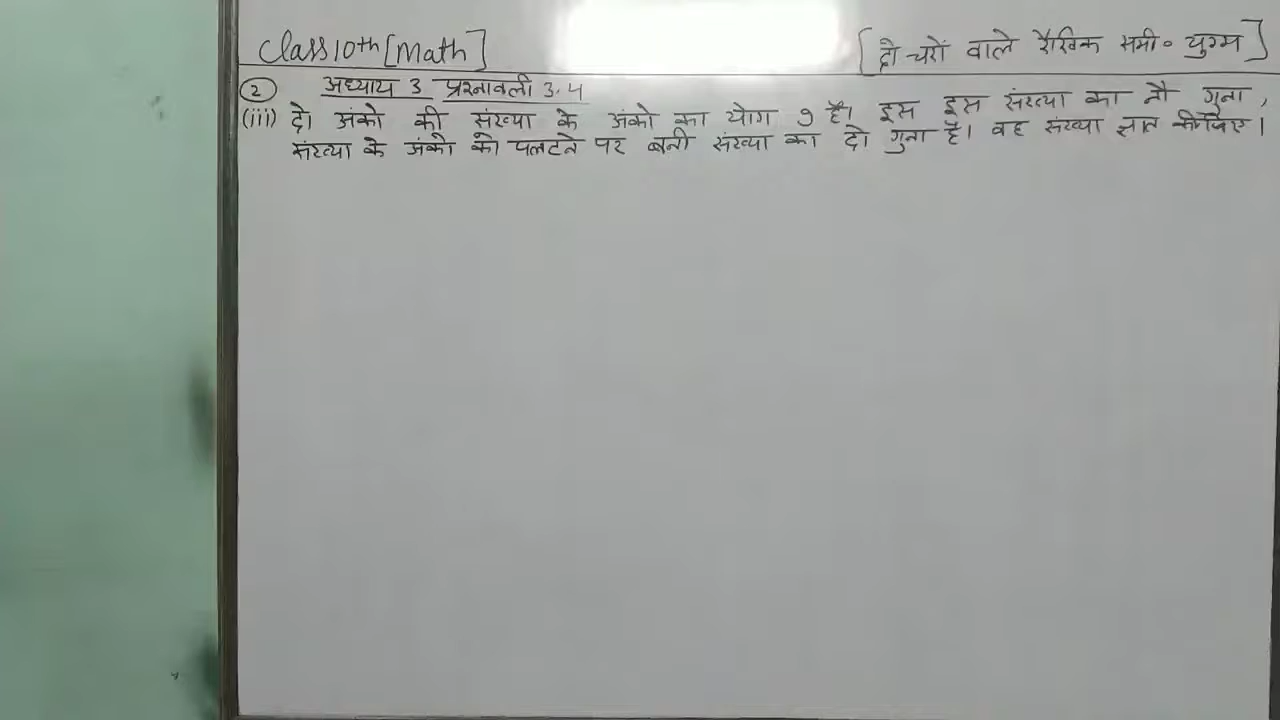 Class 10th [Math]
[दो चरों वाले रैखिक समी० युग्म]
② अध्याय 3 प्रश्नावली 3.4
(iii) दो अंको की संख्या के अंको का योग 9 है। इस इस संख्या का नौ गुना,
संख्या के अंको को पलटने पर बनी संख्या का दो गुना है। वह संख्या ज्ञात कीजिए।